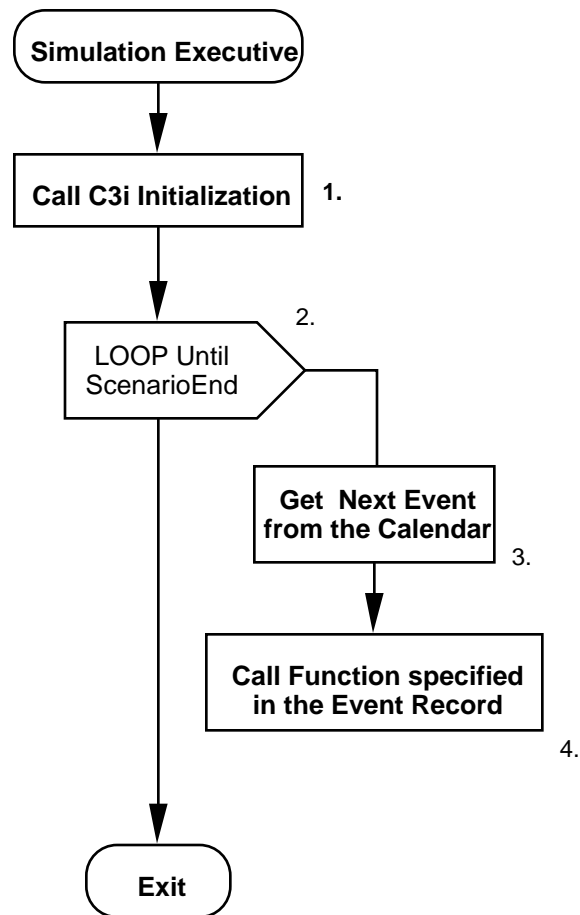 Simulation Executive
Call C3i Initialization
1.
2.
LOOP Until
ScenarioEnd
Get Next Event
from the Calendar
3.
Call Function specified
in the Event Record
4.
Exit